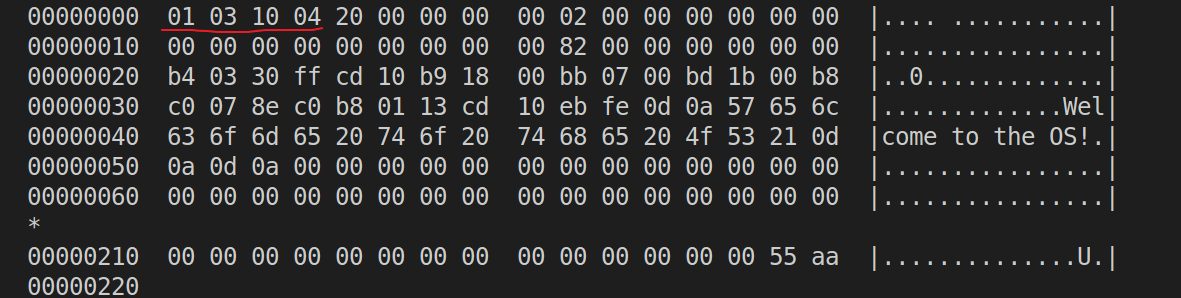 00000000  01 03 10 04 20 00 00 00  00 02 00 00 00 00 00 00  |.... ...........|
00000010  00 00 00 00 00 00 00 00  00 82 00 00 00 00 00 00  |................|
00000020  b4 03 30 ff cd 10 b9 18  00 bb 07 00 bd 1b 00 b8  |..0.............|
00000030  c0 07 8e c0 b8 01 13 cd  10 eb fe 0d 0a 57 65 6c  |.............Wel|
00000040  63 6f 6d 65 20 74 6f 20  74 68 65 20 4f 53 21 0d  |come to the OS!.|
00000050  0a 0d 0a 00 00 00 00 00  00 00 00 00 00 00 00 00  |................|
00000060  00 00 00 00 00 00 00 00  00 00 00 00 00 00 00 00  |................|
*
00000210  00 00 00 00 00 00 00 00  00 00 00 00 00 00 55 aa  |..............U.|
00000220